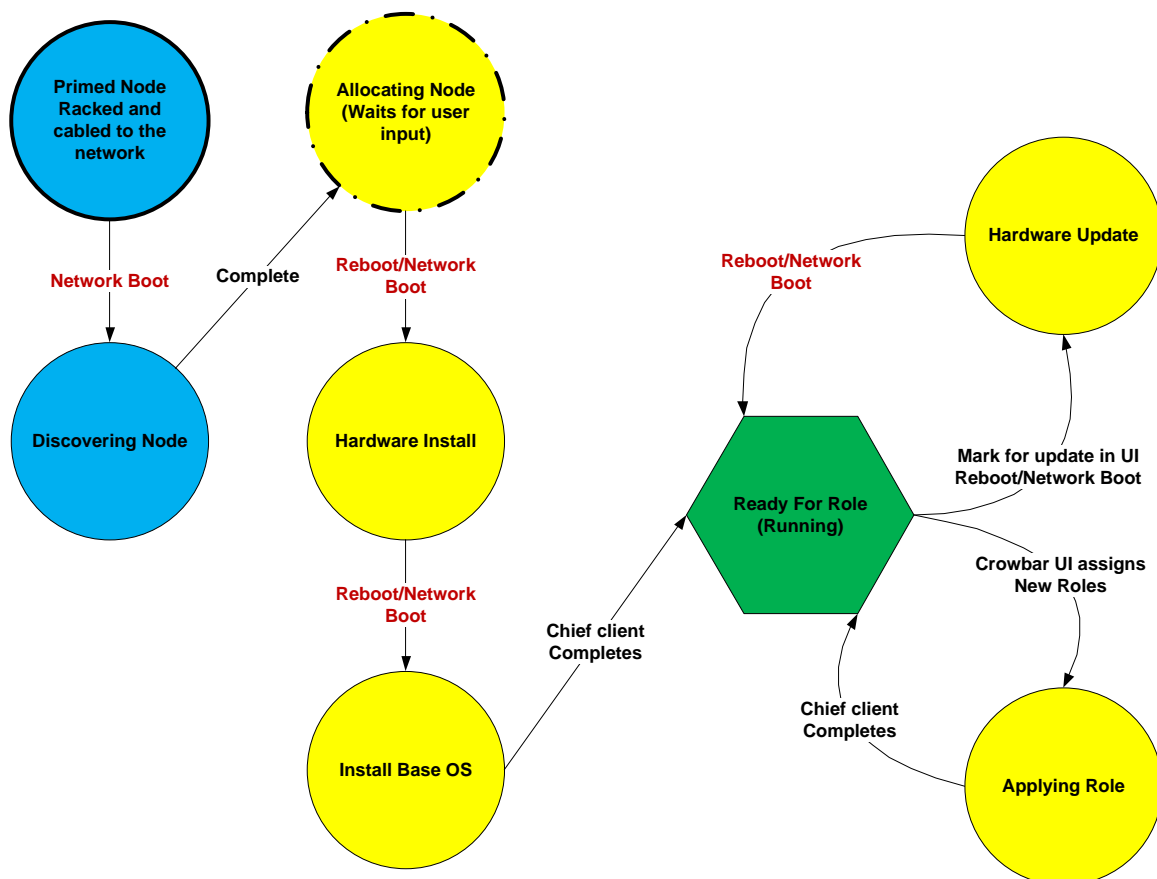 Primed Node
Racked and
cabled to the
network
Allocating Node
(Waits for user
input)
Network Boot
Complete
Reboot/Network
Boot
Discovering Node
Hardware Install
Reboot/Network
Boot
Install Base OS
Chief client
Completes
Ready For Role
(Running)
Reboot/Network
Boot
Hardware Update
Mark for update in UI
Reboot/Network Boot
Crowbar UI assigns
New Roles
Chief client
Completes
Applying Role